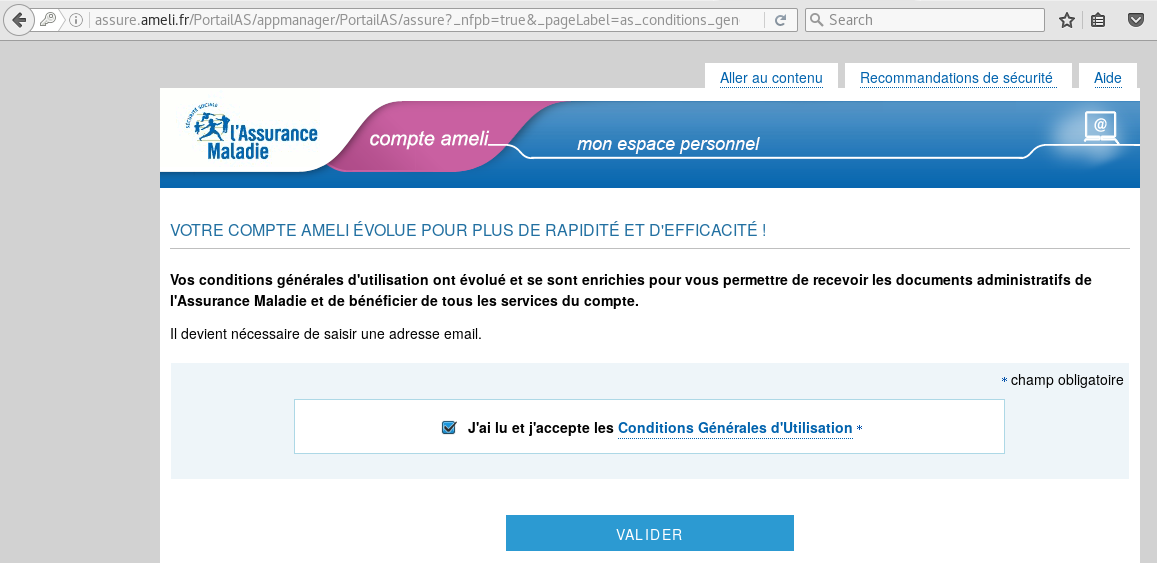 assure.ameli.fr/PortailAS/appmanager/PortailAS/assure?_nfpb=true&_pageLabel=as_conditions_gen
Search
Aller au contenu
Recommandations de sécurité
Aide
SÉCURITÉ SOCIALE
l'Assurance
Maladie
compte ameli
mon espace personnel
@
VOTRE COMPTE AMELI ÉVOLUE POUR PLUS DE RAPIDITÉ ET D'EFFICACITÉ !
Vos conditions générales d'utilisation ont évolué et se sont enrichies pour vous permettre de recevoir les documents administratifs de
l'Assurance Maladie et de bénéficier de tous les services du compte.
Il devient nécessaire de saisir une adresse email.
* champ obligatoire
J'ai lu et j'accepte les Conditions Générales d'Utilisation *
VALIDER